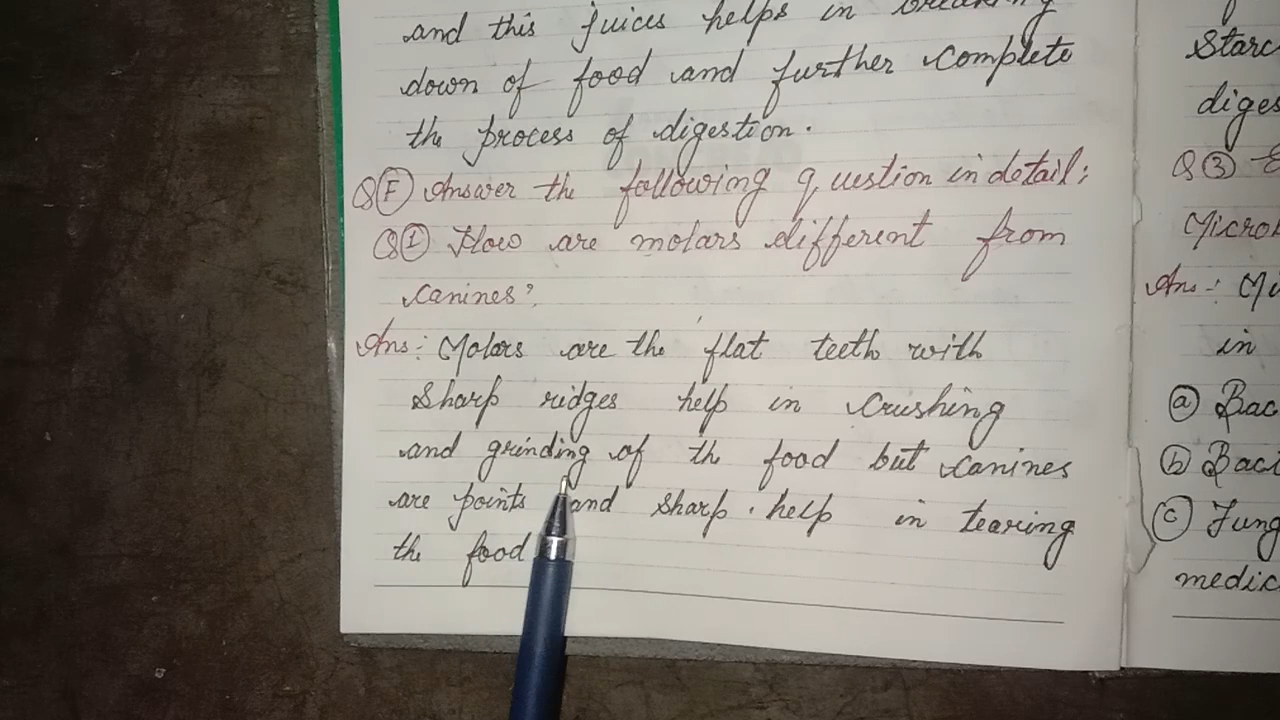 and this juices helps in breaking
down of food and further complete
the process of digestion.
Q(F) Answer the following question in detail;
Q(1) How are molars different from
canines?
Ans: Molars are the flat teeth with
sharp ridges help in crushing
and grinding of the food but canines
are points and sharp. help in tearing
the food
Starc
diges
Q(3)
Micro
Ans:
in
(a) Bac
(b) Bact
(c) Fung
medic